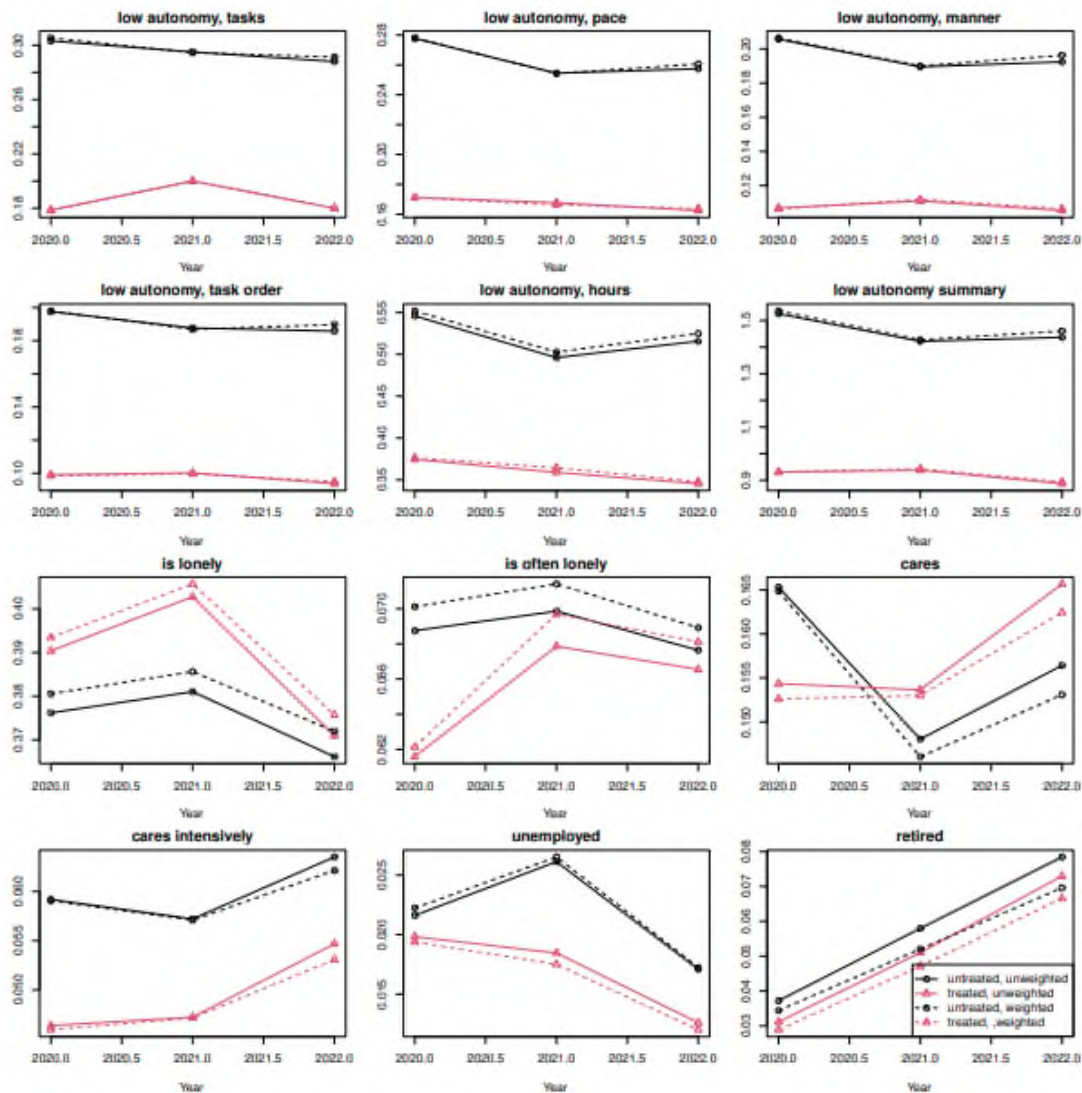 low autonomy, tasks
0.30
0.26
0.22
0.18
2020.0 2020.5 2021.0 2021.5 2022.0
Year
low autonomy, pace
0.28
0.24
0.20
0.16
2020.0 2020.5 2021.0 2021.5 2022.0
Year
low autonomy, manner
0.20
0.18
0.16
0.14
0.12
2020.0 2020.5 2021.0 2021.5 2022.0
Year
low autonomy, task order
0.18
0.14
0.10
2020.0 2020.5 2021.0 2021.5 2022.0
Year
low autonomy, hours
0.55
0.50
0.45
0.40
0.35
2020.0 2020.5 2021.0 2021.5 2022.0
Year
low autonomy summary
1.5
1.3
1.1
0.9
2020.0 2020.5 2021.0 2021.5 2022.0
Year
is lonely
0.40
0.39
0.38
0.37
2020.0 2020.5 2021.0 2021.5 2022.0
Year
is often lonely
0.070
0.066
0.062
2020.0 2020.5 2021.0 2021.5 2022.0
Year
cares
0.165
0.160
0.155
0.150
2020.0 2020.5 2021.0 2021.5 2022.0
Year
cares intensively
0.060
0.055
0.050
2020.0 2020.5 2021.0 2021.5 2022.0
Year
unemployed
0.025
0.020
0.015
2020.0 2020.5 2021.0 2021.5 2022.0
Year
retired
0.08
0.07
0.06
0.05
0.04
0.03
untreated, unweighted
treated, unweighted
untreated, weighted
treated, ,weighted
2020.0 2020.5 2021.0 2021.5 2022.0
Year